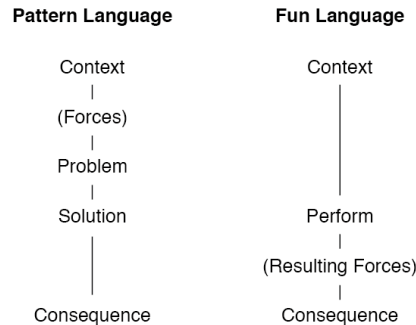 Pattern Language
Context
(Forces)
Problem
Solution
Consequence
Fun Language
Context
Perform
(Resulting Forces)
Consequence